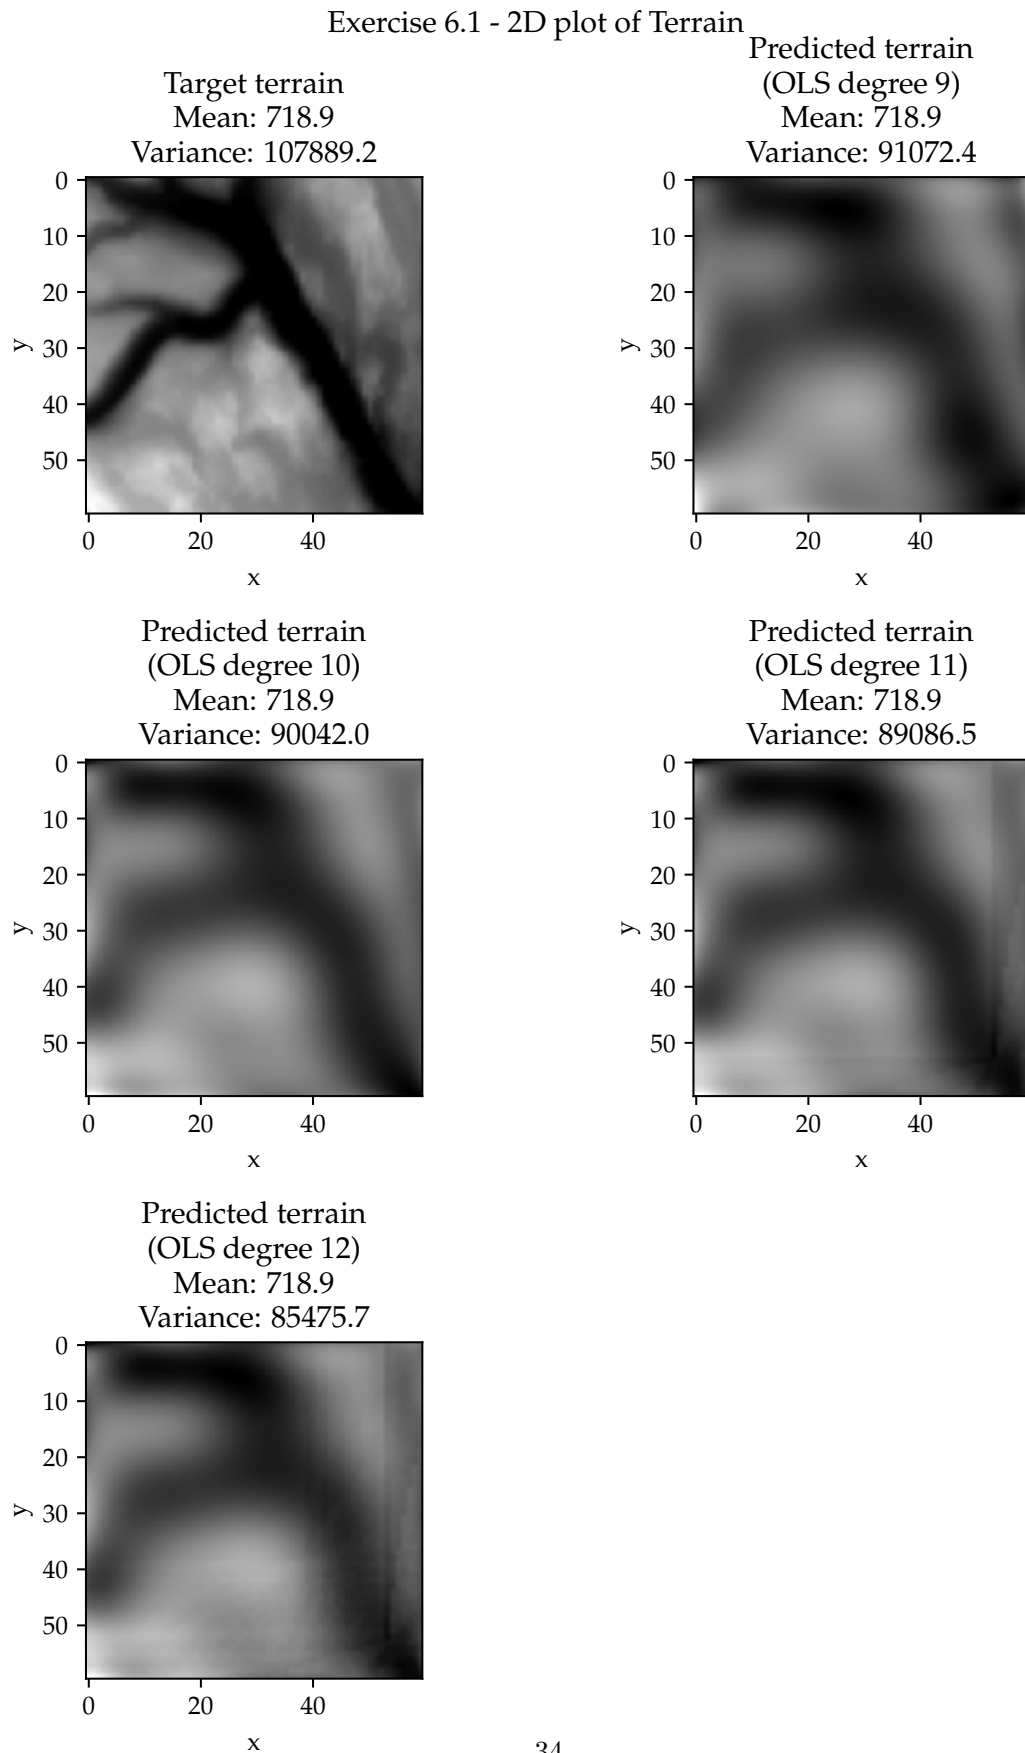 Exercise 6.1 - 2D plot of Terrain
Target terrain
Mean: 718.9
Variance: 107889.2
0
10
20
30
40
50
y
0 20 40
x
Predicted terrain
(OLS degree 9)
Mean: 718.9
Variance: 91072.4
0
10
20
30
40
50
y
0 20 40
x
Predicted terrain
(OLS degree 10)
Mean: 718.9
Variance: 90042.0
0
10
20
30
40
50
y
0 20 40
x
Predicted terrain
(OLS degree 11)
Mean: 718.9
Variance: 89086.5
0
10
20
30
40
50
y
0 20 40
x
Predicted terrain
(OLS degree 12)
Mean: 718.9
Variance: 85475.7
0
10
20
30
40
50
y
0 20 40
x
34